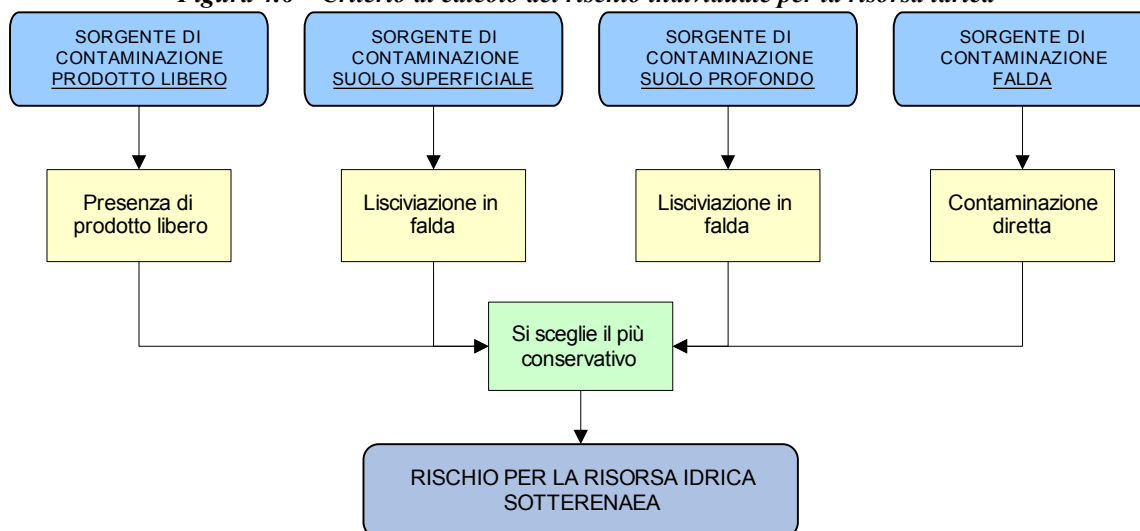 SORGENTE DI
CONTAMINAZIONE
PRODOTTO LIBERO
SORGENTE DI
CONTAMINAZIONE
SUOLO SUPERFICIALE
SORGENTE DI
CONTAMINAZIONE
SUOLO PROFONDO
SORGENTE DI
CONTAMINAZIONE
FALDA
Presenza di
prodotto libero
Lisciviazione in
falda
Lisciviazione in
falda
Contaminazione
diretta
Si sceglie il più
conservativo
RISCHIO PER LA RISORSA IDRICA
SOTTERENAEA